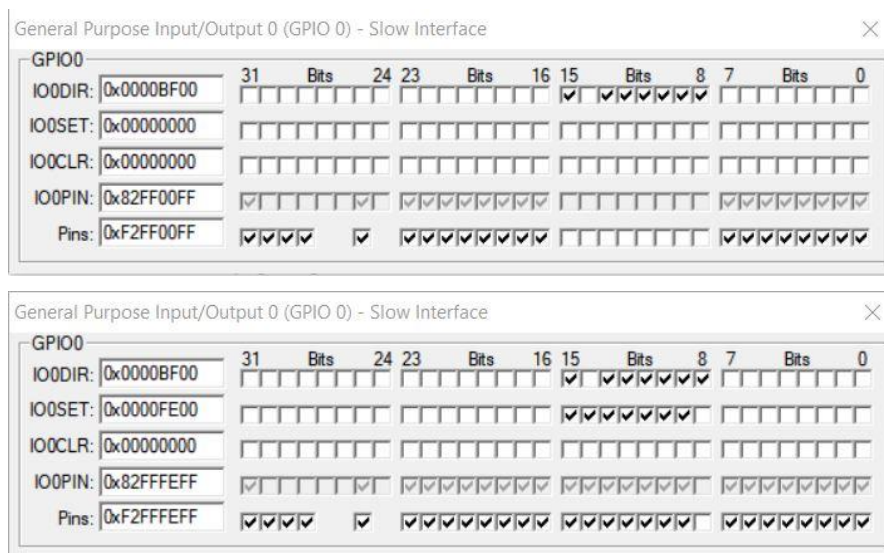 General Purpose Input/Output 0 (GPIO 0) - Slow Interface
GPIO0
31 Bits 24 23 Bits 16 15 Bits 8 7 Bits 0
IO0DIR: 0x0000BF00
IO0SET: 0x00000000
IO0CLR: 0x00000000
IO0PIN: 0x82FF00FF
Pins: 0xF2FF00FF
General Purpose Input/Output 0 (GPIO 0) - Slow Interface
GPIO0
31 Bits 24 23 Bits 16 15 Bits 8 7 Bits 0
IO0DIR: 0x0000BF00
IO0SET: 0x0000FE00
IO0CLR: 0x00000000
IO0PIN: 0x82FFFEFF
Pins: 0xF2FFFEFF